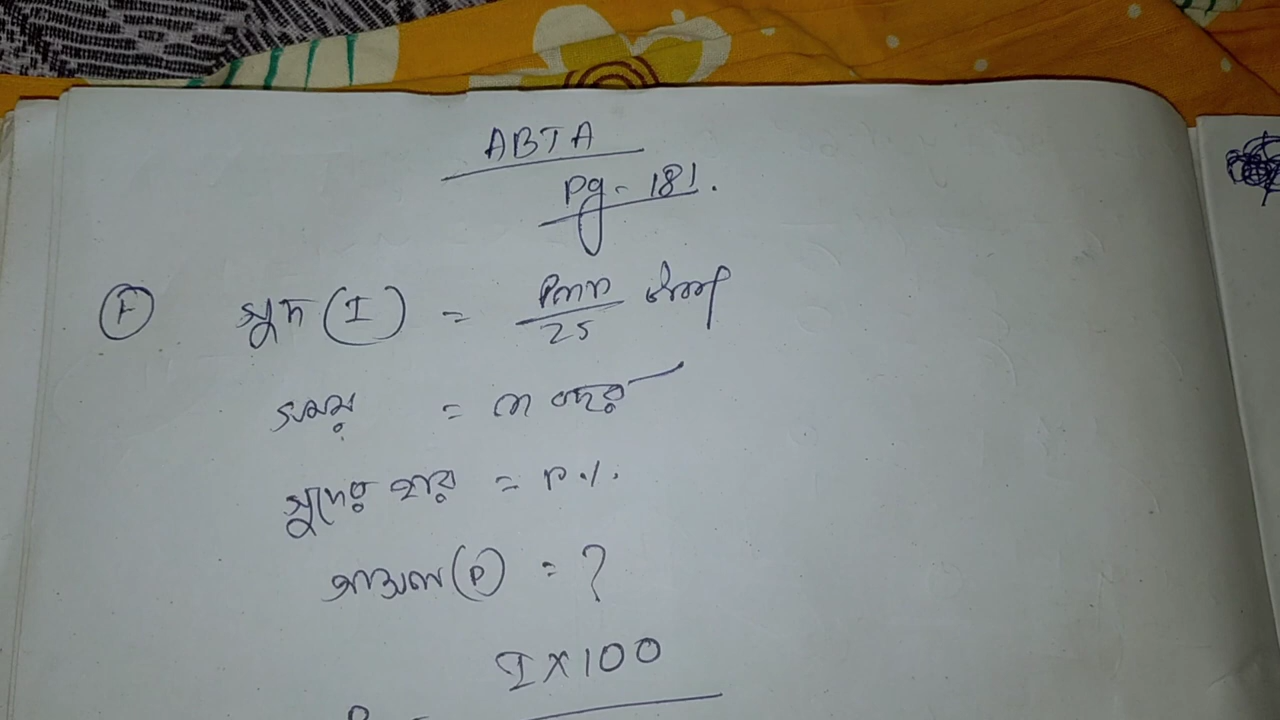 ABTA
Pg - 181.
সুদ (I) = Pnr/25 টাকা
সময় = n বছর
সুদের হার = r%.
আসল (P) = ?
I × 100